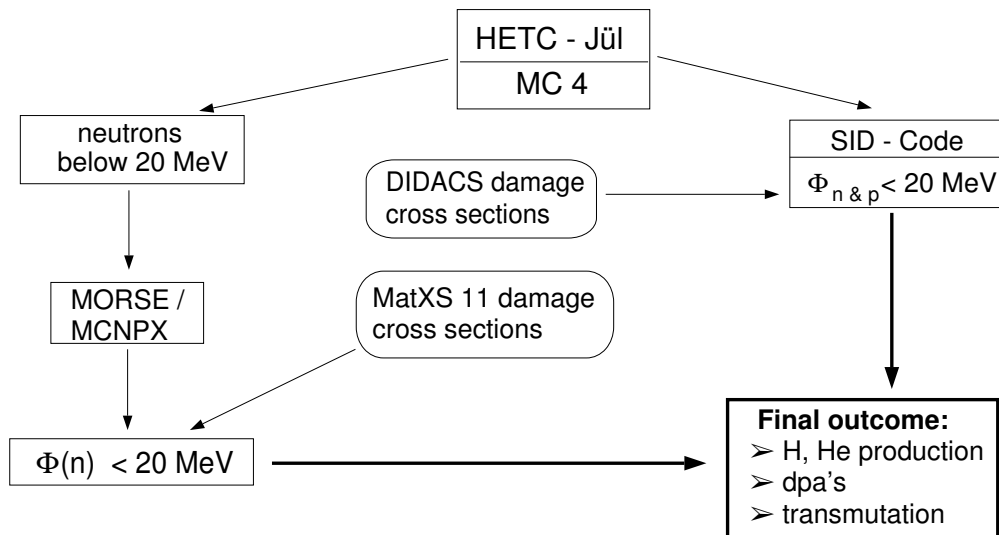 HETC - Jül
MC 4
neutrons
below 20 MeV
SID - Code
Φn & p < 20 MeV
DIDACS damage
cross sections
MORSE /
MCNPX
MatXS 11 damage
cross sections
Φ(n) < 20 MeV
Final outcome:
➢ H, He production
➢ dpa's
➢ transmutation